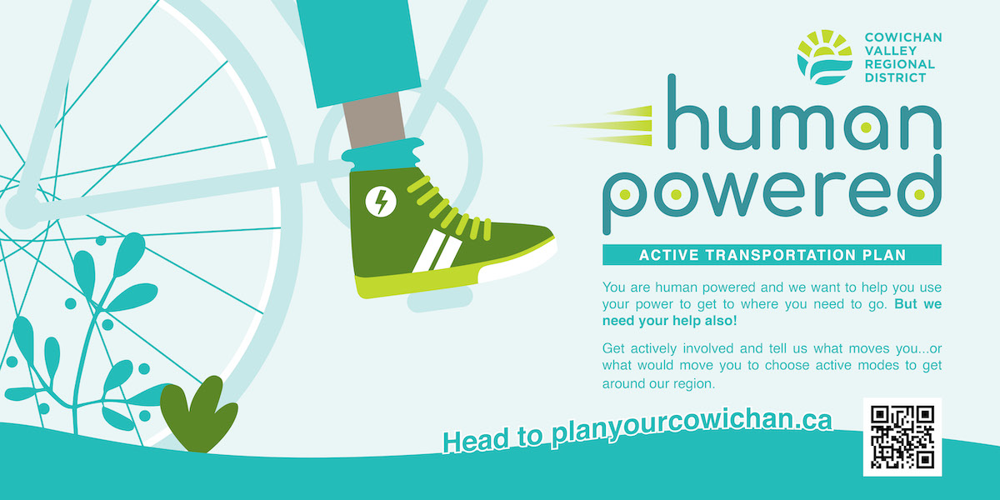 COWICHAN
VALLEY
REGIONAL
DISTRICT
human
powered
ACTIVE TRANSPORTATION PLAN
You are human powered and we want to help you use
your power to get to where you need to go. But we
need your help also!
Get actively involved and tell us what moves you...or
what would move you to choose active modes to get
around our region.
Head to planyourcowichan.ca